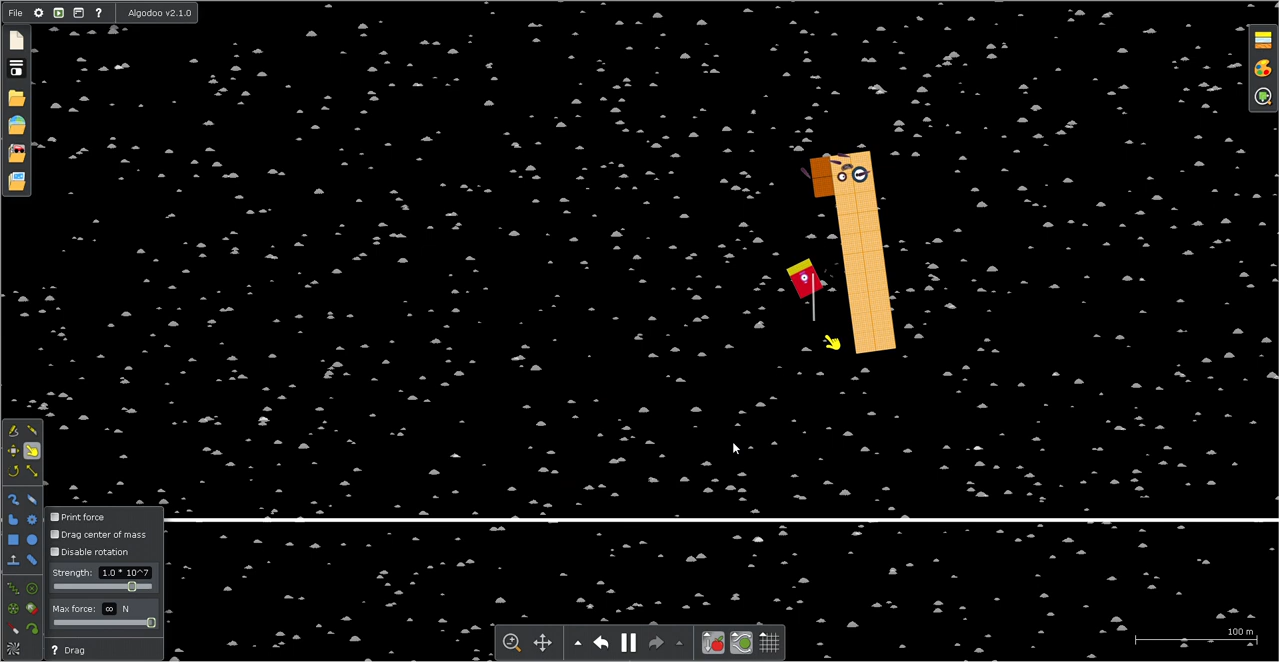 File ? Algodoo v2.1.0
Print force
Drag center of mass
Disable rotation
Strength: 1.0 * 10^7
Max force: ∞ N
? Drag
100 m